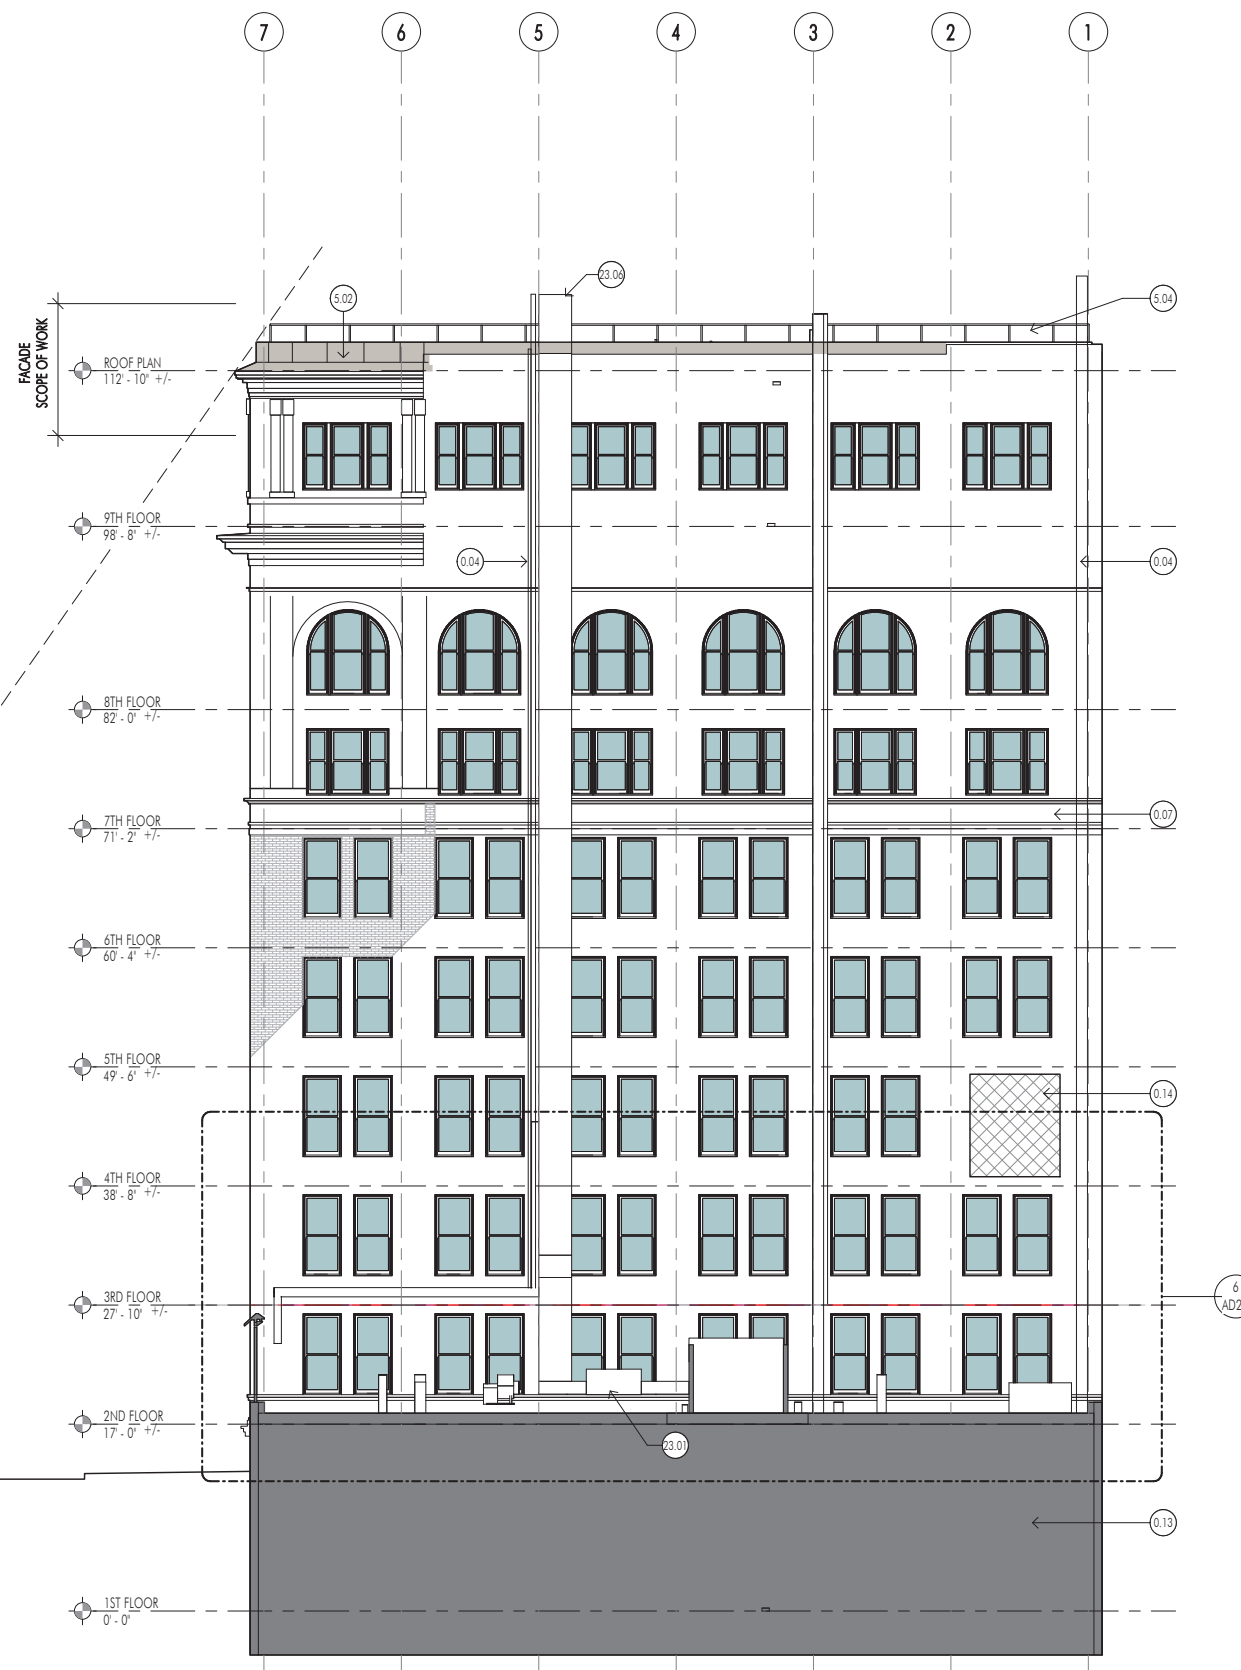 7
6
5
4
3
2
1
23.06
5.02
5.04
FACADE
SCOPE OF WORK
ROOF PLAN
112' - 10" +/-
9TH FLOOR
98' - 8" +/-
0.04
0.04
8TH FLOOR
82' - 0" +/-
0.07
7TH FLOOR
71' - 2" +/-
6TH FLOOR
60' - 4" +/-
5TH FLOOR
49' - 6" +/-
0.14
4TH FLOOR
38' - 8" +/-
3RD FLOOR
27' - 10" +/-
6
2ND FLOOR
17' - 0" +/-
23.01
0.13
1ST FLOOR
0' - 0"